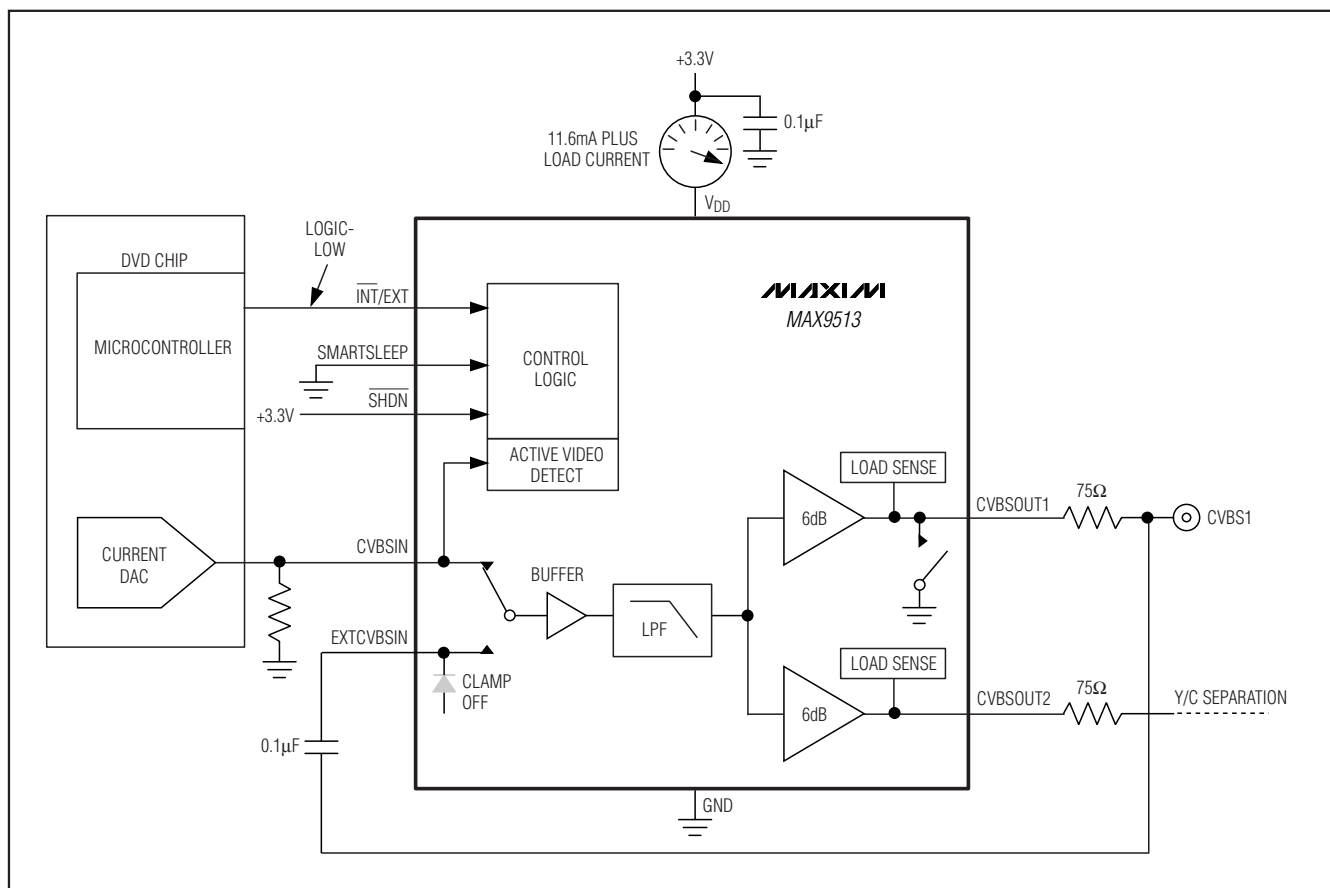 +3.3V
0.1µF
11.6mA PLUS
LOAD CURRENT
VDD
LOGIC-
LOW
DVD CHIP
MICROCONTROLLER
INT/EXT
SMARTSLEEP
+3.3V
SHDN
CONTROL
LOGIC
ACTIVE VIDEO
DETECT
MAXIM
MAX9513
LOAD SENSE
6dB
CVBSOUT1
75Ω
CVBS1
CURRENT
DAC
CVBSIN
BUFFER
LPF
EXTCVBSIN
CLAMP
OFF
LOAD SENSE
6dB
CVBSOUT2
75Ω
Y/C SEPARATION
0.1µF
GND